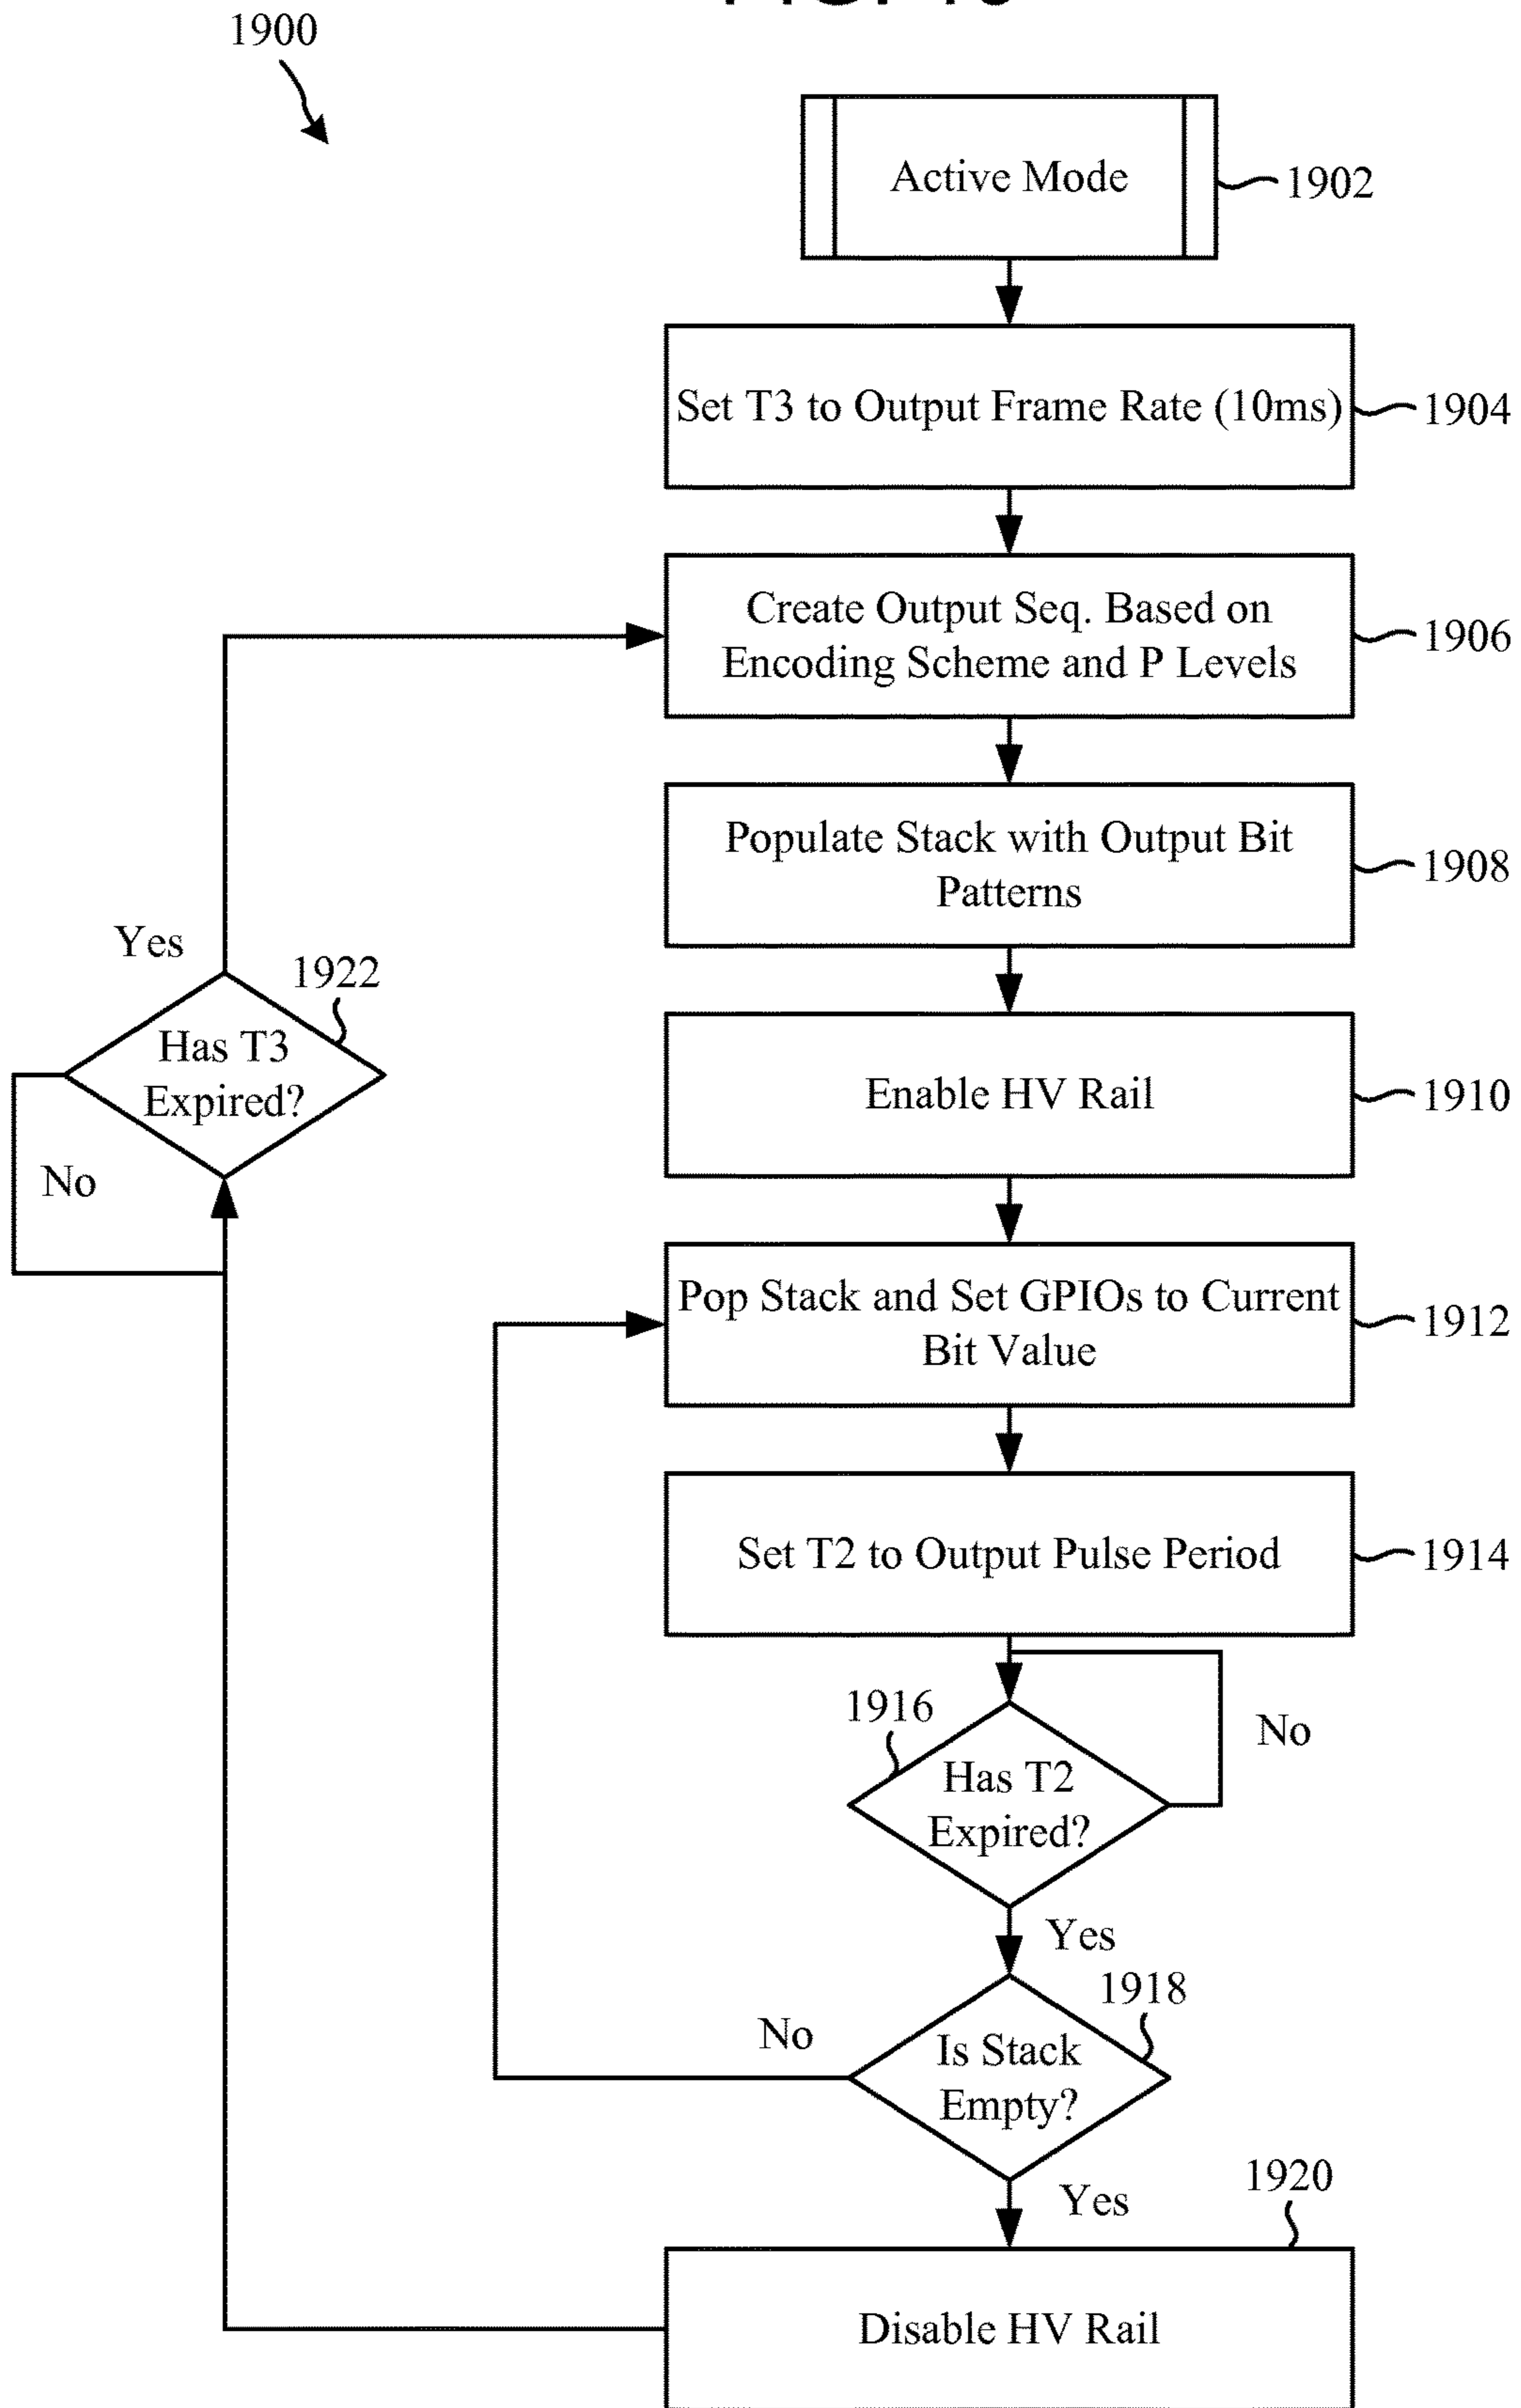 1900
Active Mode
1902
Set T3 to Output Frame Rate (10ms)
1904
Create Output Seq. Based on
Encoding Scheme and P Levels
1906
Populate Stack with Output Bit
Patterns
1908
Yes
1922
Has T3
Expired?
No
Enable HV Rail
1910
Pop Stack and Set GPIOs to Current
Bit Value
1912
Set T2 to Output Pulse Period
1914
1916
Has T2
Expired?
No
Yes
1918
Is Stack
Empty?
No
Yes
1920
Disable HV Rail